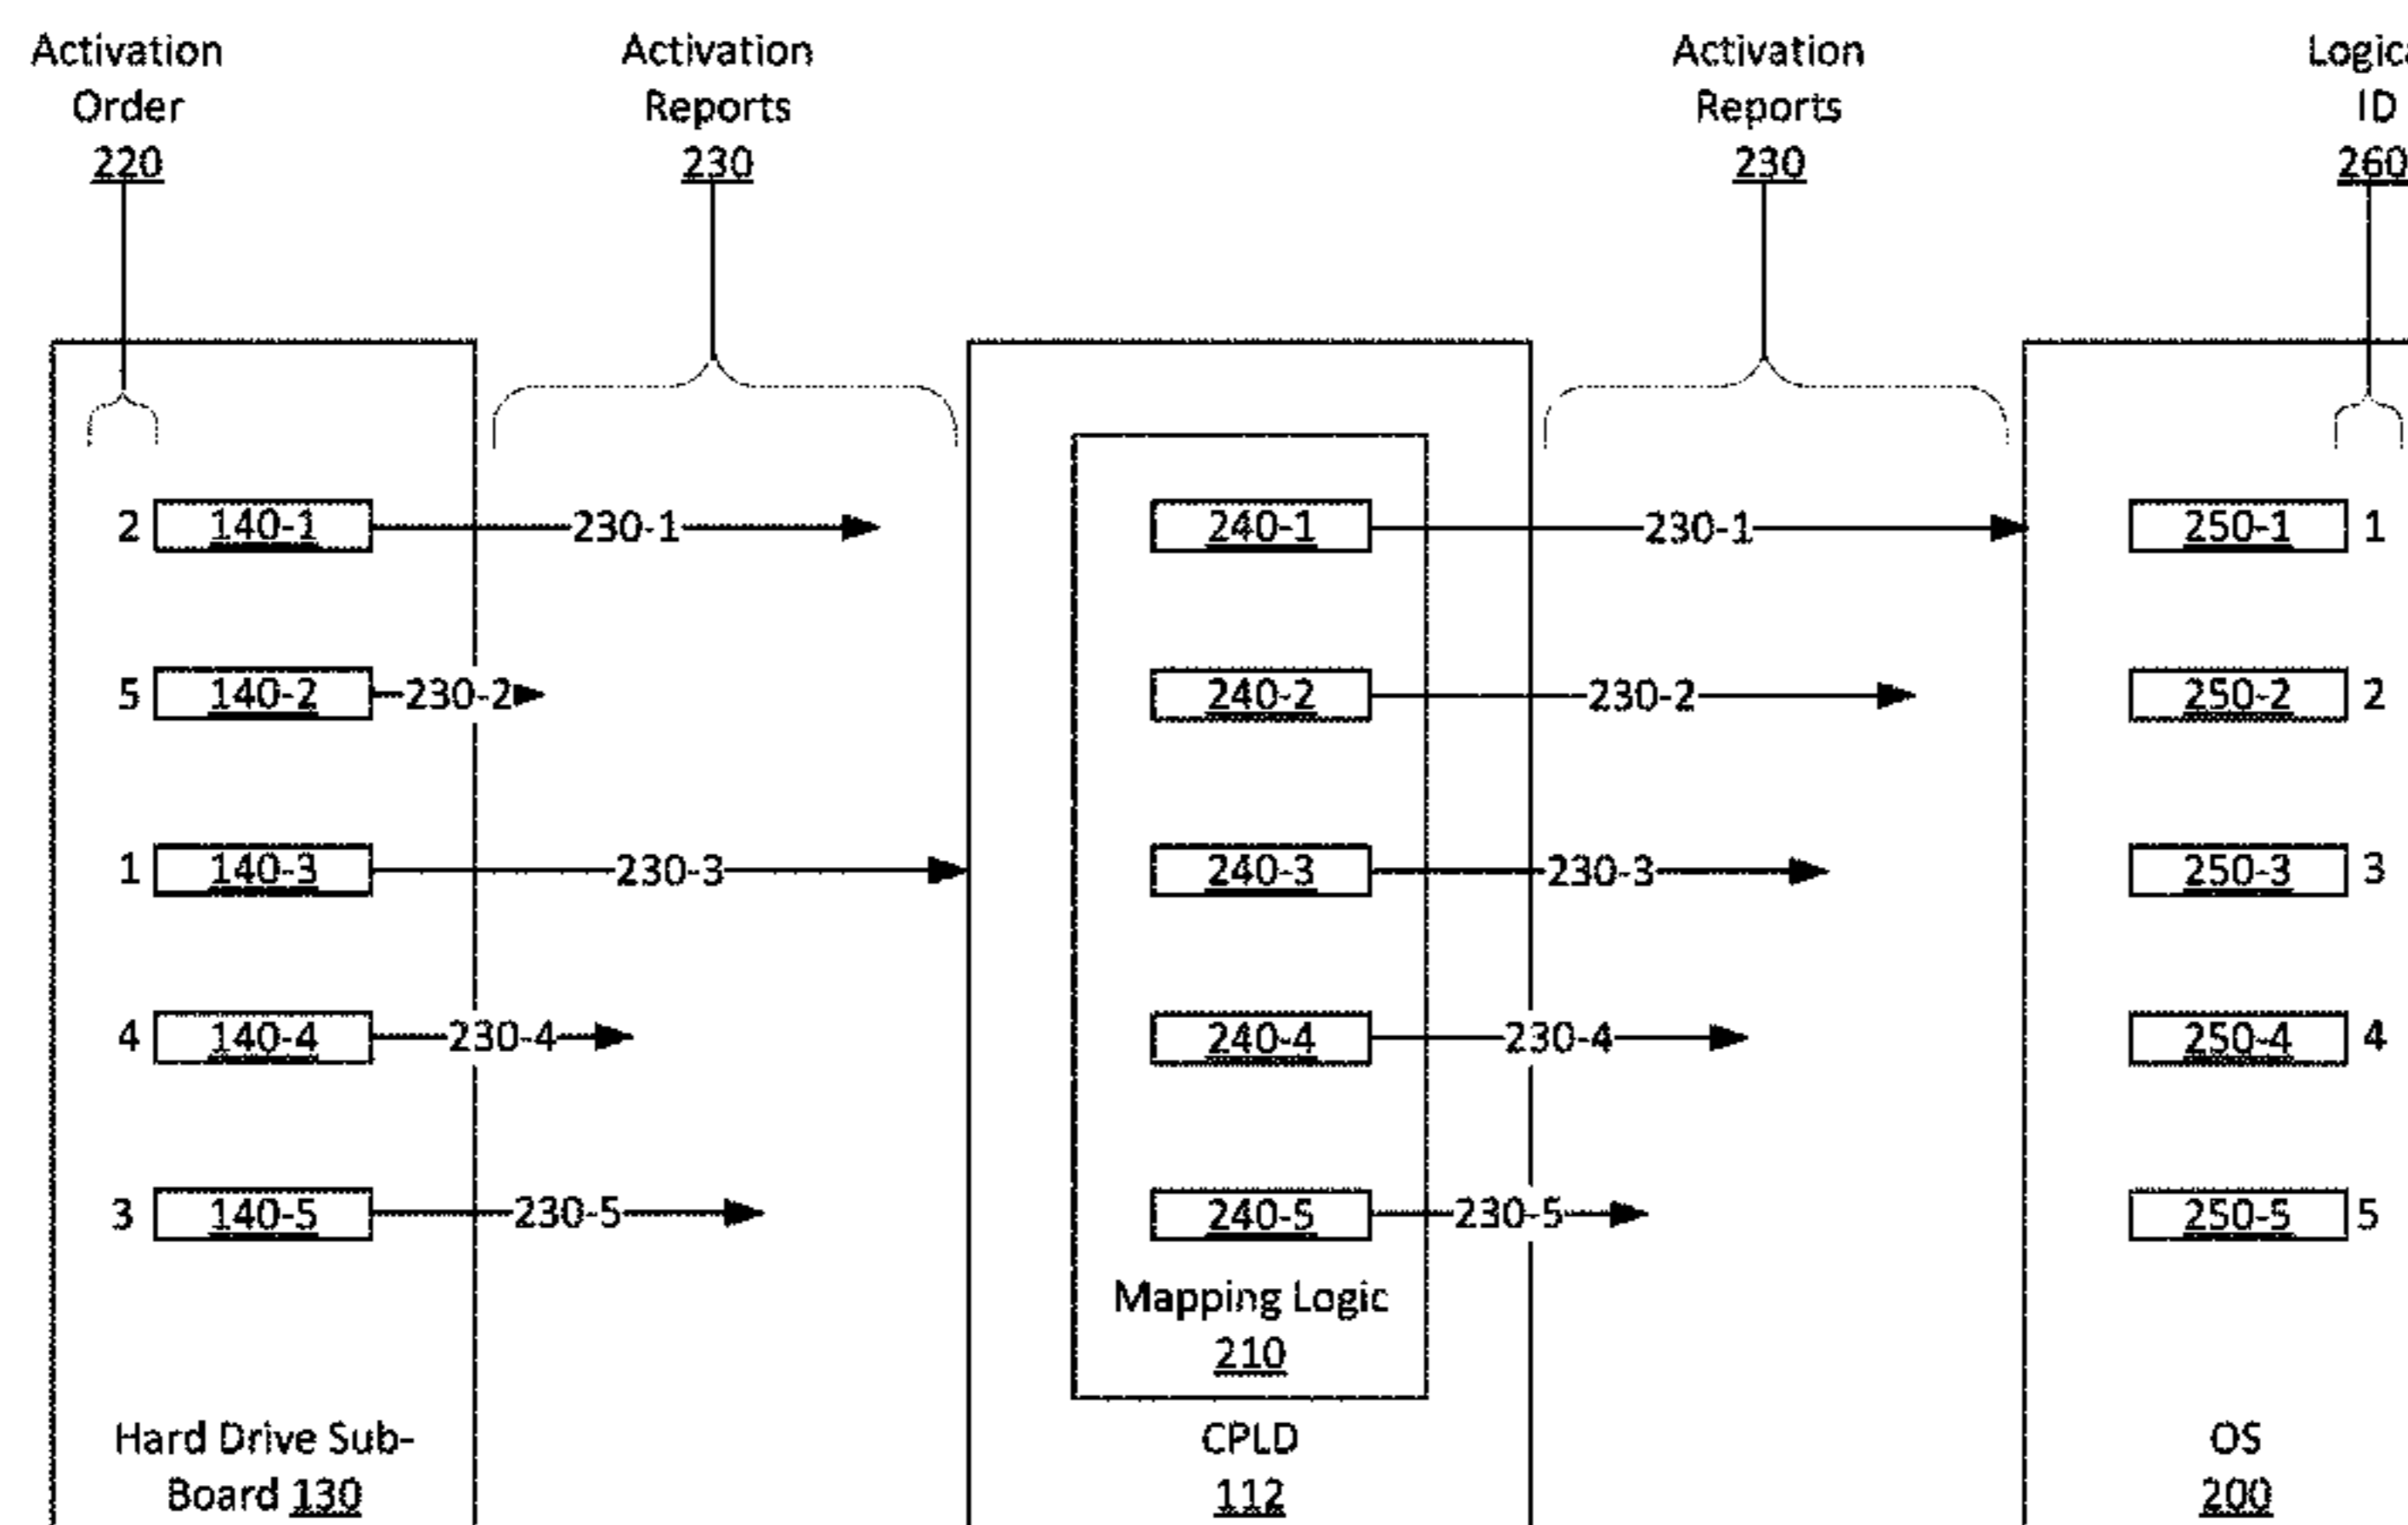 Activation
Order
220
Activation
Reports
230
Activation
Reports
230
Logica
ID
260
2 140-1 230-1 240-1 230-1 250-1 1
5 140-2 230-2 240-2 230-2 250-2 2
1 140-3 230-3 240-3 230-3 250-3 3
4 140-4 230-4 240-4 230-4 250-4 4
3 140-5 230-5 240-5 230-5 250-5 5
Mapping Logic
210
Hard Drive Sub-
Board 130
CPLD
112
OS
200